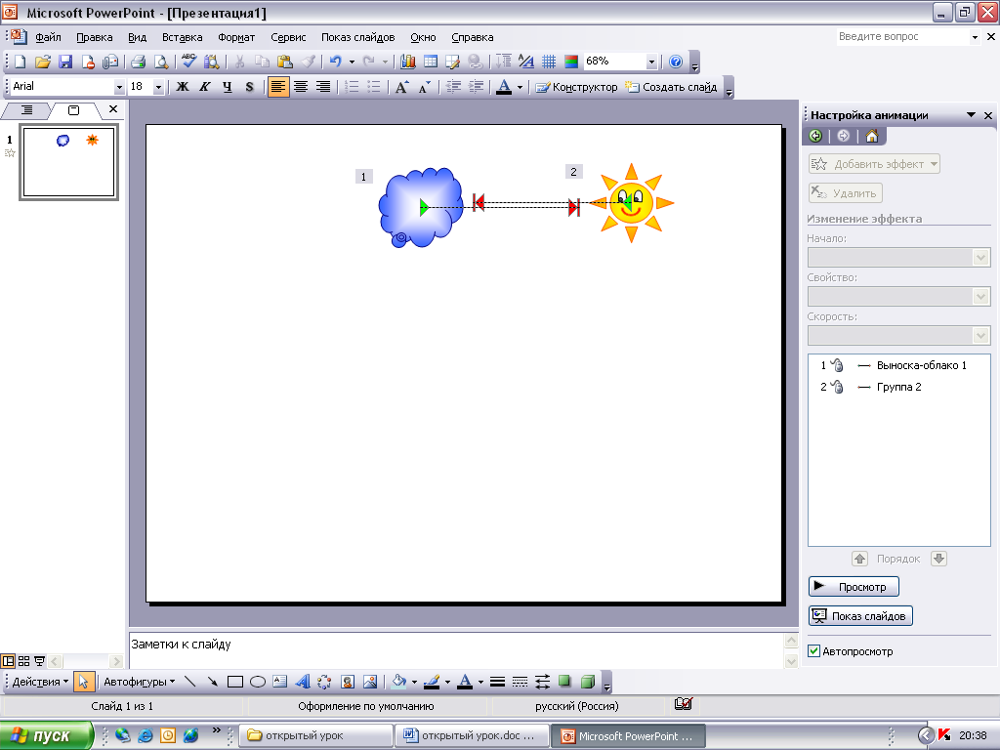 Microsoft PowerPoint - [Презентация1]
Файл Правка Вид Вставка Формат Сервис Показ слайдов Окно Справка Введите вопрос
68%
Arial 18 Ж К Ч S Конструктор Создать слайд
1
1 2
Настройка анимации
Добавить эффект
Удалить
Изменение эффекта
Начало:
Свойство:
Скорость:
1 Выноска-облако 1
2 Группа 2
Порядок
Просмотр
Показ слайдов
Автопросмотр
Заметки к слайду
Действия Автофигуры
Слайд 1 из 1 Оформление по умолчанию русский (Россия)
пуск открытый урок открытый урок.doc ... Microsoft PowerPoint ... 20:38